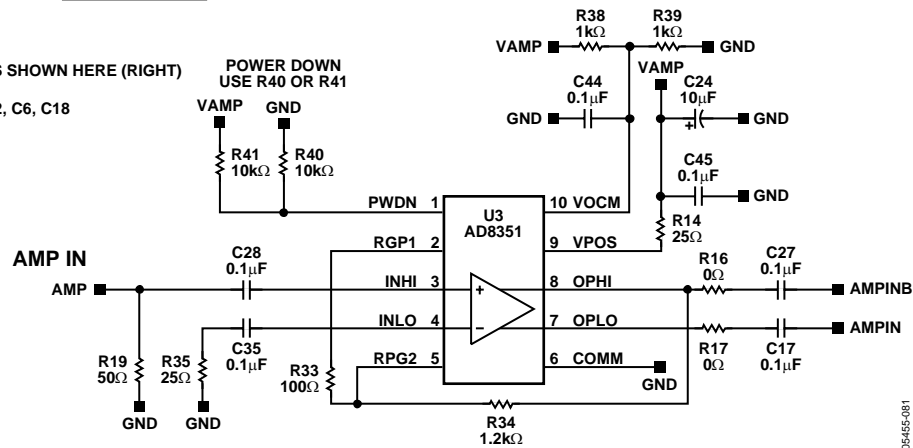 S SHOWN HERE (RIGHT)
2, C6, C18
POWER DOWN
USE R40 OR R41
VAMP
GND
R41
10kΩ
R40
10kΩ
R38
1kΩ
R39
1kΩ
VAMP
GND
VAMP
C44
0.1µF
GND
C24
10µF
+
GND
C45
0.1µF
GND
R14
25Ω
U3
AD8351
PWDN 1
RGP1 2
INHI 3
INLO 4
RPG2 5
10 VOCM
9 VPOS
8 OPHI
7 OPLO
6 COMM
+
−
GND
AMP IN
AMP
C28
0.1µF
C35
0.1µF
R19
50Ω
R35
25Ω
GND
GND
R33
100Ω
R34
1.2kΩ
R16
0Ω
C27
0.1µF
AMPINB
R17
0Ω
C17
0.1µF
AMPIN
05455-081